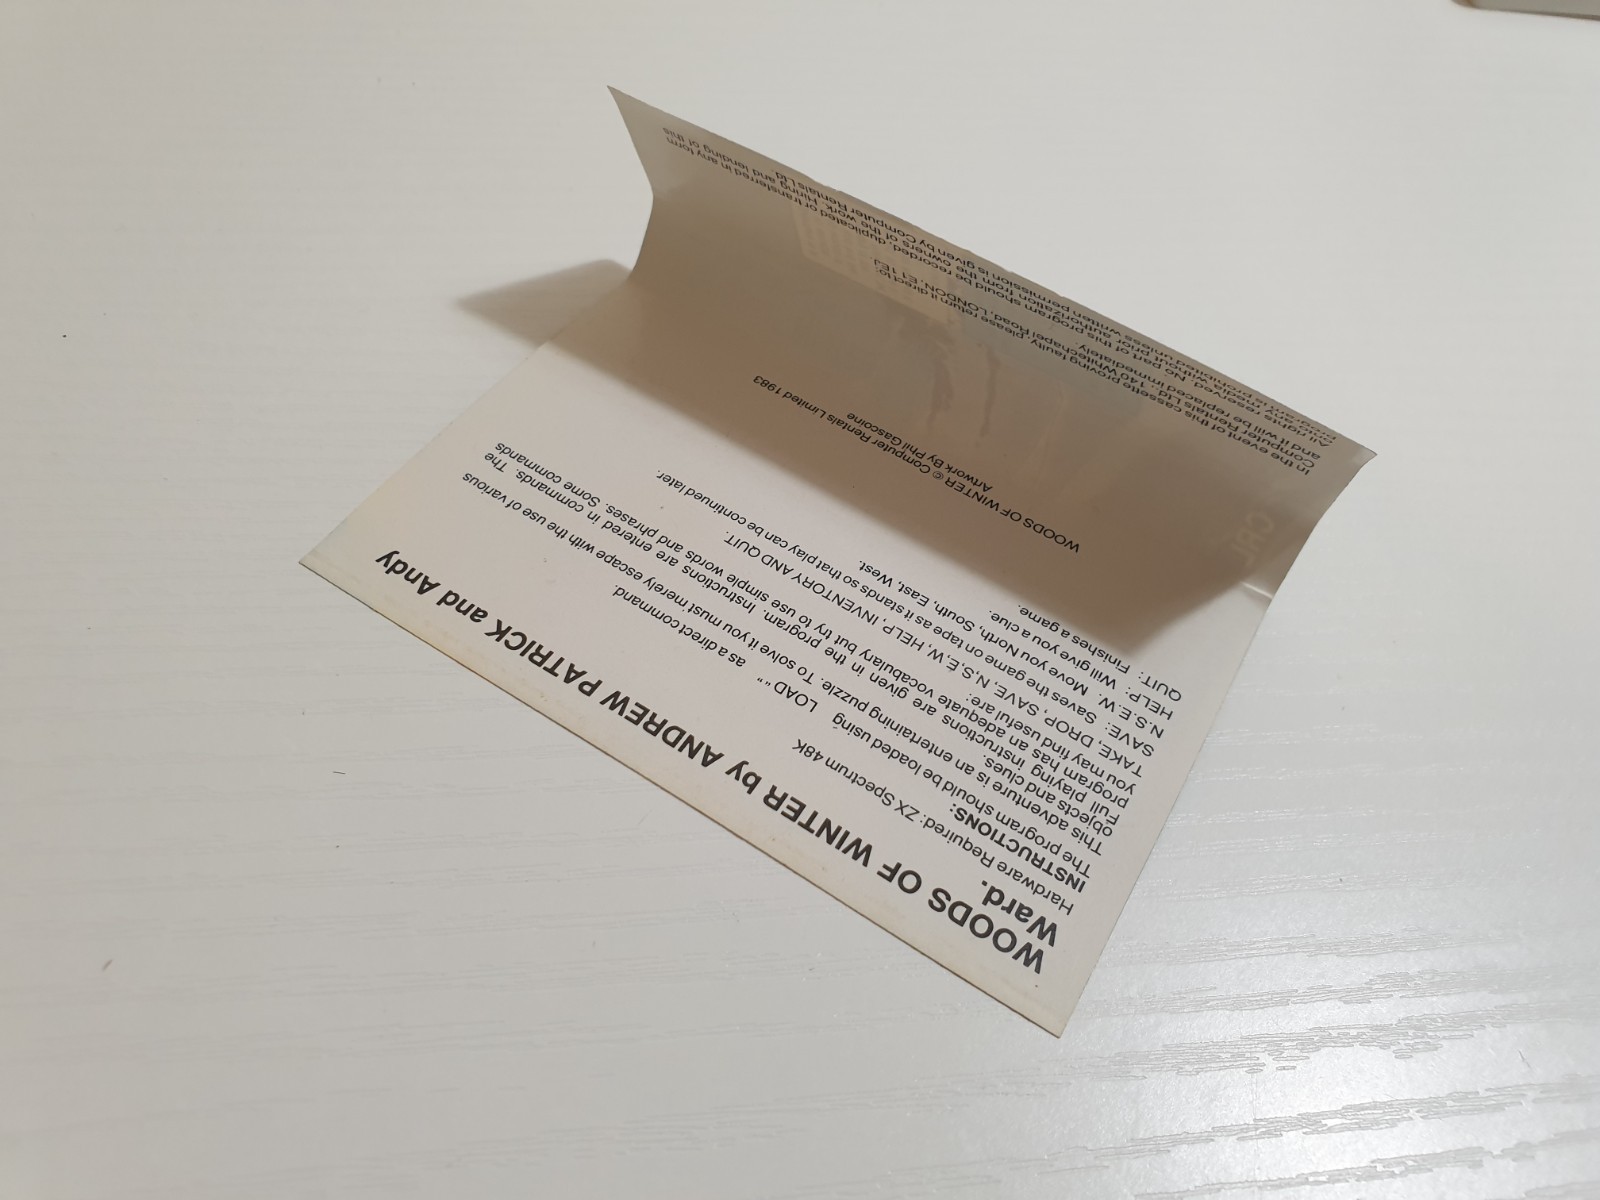 WOODS OF WINTER by ANDREW PATRICK and Andy
Ward.
Hardware Required: ZX Spectrum 48K
INSTRUCTIONS:
The program should be loaded using LOAD "" as a direct command.
This adventure is an entertaining puzzle. To solve it you must merely escape with the use of various
objects and clues.
Full playing instructions are given in the program. Instructions are entered in commands. The
program has an adequate vocabulary but try to use simple words and phrases. Some commands
you may find useful are:
TAKE, DROP, SAVE, N,S,E,W, HELP, INVENTORY AND QUIT.
SAVE: Saves the game on tape as it stands so that play can be continued later.
N.S.E.W. Move you North, South, East, West.
HELP: Will give you a clue.
QUIT: Finishes a game.
WOODS OF WINTER © Computer Rentals Limited 1983
Artwork By Phil Gascoine
In the event of this cassette proving faulty, please return it direct to:
Computer Rentals Ltd., 140 Whitechapel Road, LONDON, E1 1EJ.
and it will be replaced immediately.
All rights reserved. No part of this program should be recorded, duplicated or transferred in any form
without prior authorization from the owners of the work. Hiring and lending of this
prohibited unless written permission is given by Computer Rentals Ltd